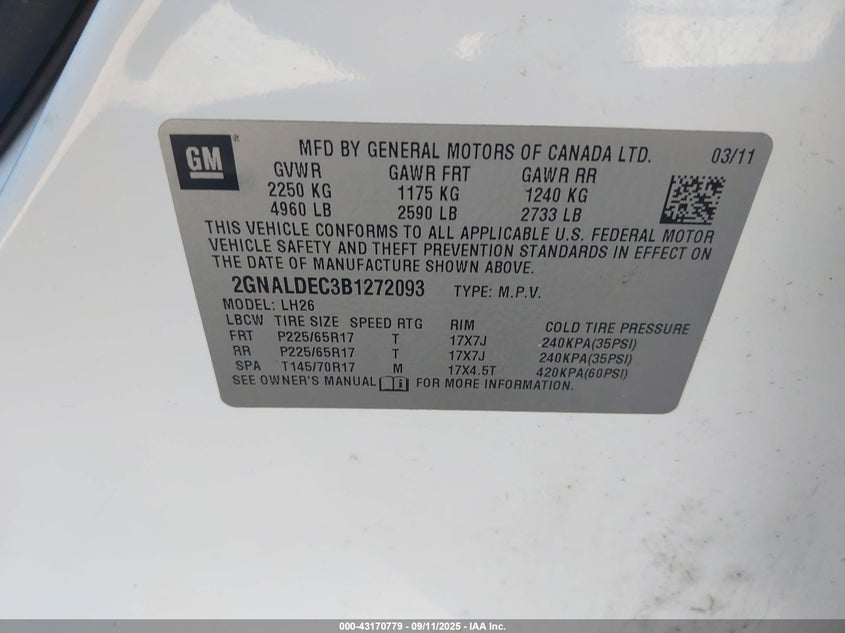 GM ® MFD BY GENERAL MOTORS OF CANADA LTD. 03/11
GVWR GAWR FRT GAWR RR
2250 KG 1175 KG 1240 KG
4960 LB 2590 LB 2733 LB
THIS VEHICLE CONFORMS TO ALL APPLICABLE U.S. FEDERAL MOTOR
VEHICLE SAFETY AND THEFT PREVENTION STANDARDS IN EFFECT ON
THE DATE OF MANUFACTURE SHOWN ABOVE.
2GNALDEC3B1272093 TYPE: M.P.V.
MODEL: LH26
LBCW TIRE SIZE SPEED RTG RIM COLD TIRE PRESSURE
FRT P225/65R17 T 17X7J 240KPA(35PSI)
RR P225/65R17 T 17X7J 240KPA(35PSI)
SPA T145/70R17 M 17X4.5T 420KPA(60PSI)
SEE OWNER'S MANUAL FOR MORE INFORMATION.
000-43170779 - 09/11/2025 - IAA Inc.